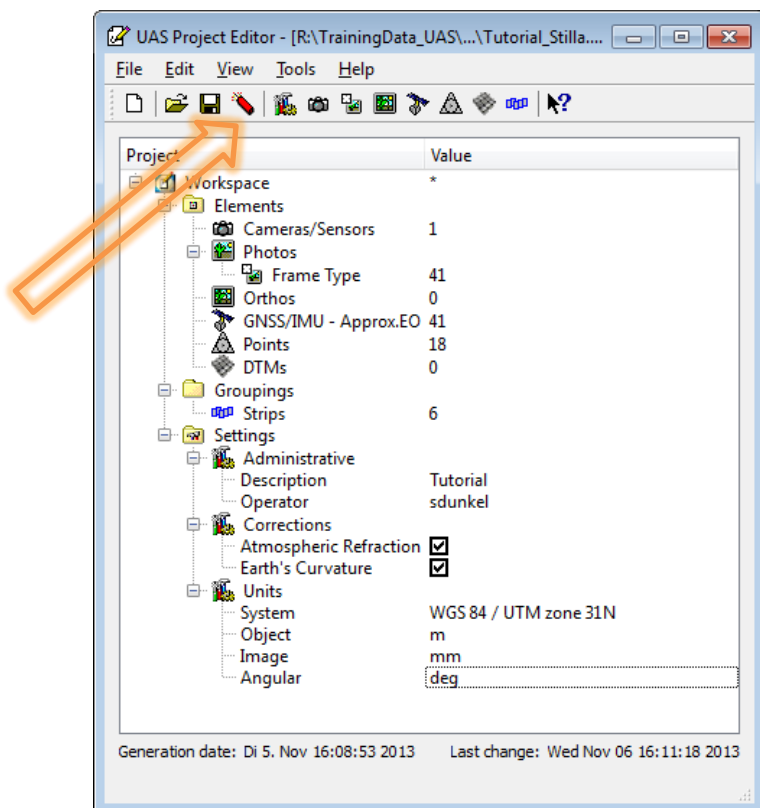 UAS Project Editor - [R:\TrainingData_UAS\...\Tutorial_Stilla....
File Edit View Tools Help
Project Value
Workspace *
Elements
Cameras/Sensors 1
Photos
Frame Type 41
Orthos 0
GNSS/IMU - Approx.EO 41
Points 18
DTMs 0
Groupings
Strips 6
Settings
Administrative
Description Tutorial
Operator sdunkel
Corrections
Atmospheric Refraction
Earth's Curvature
Units
System WGS 84 / UTM zone 31N
Object m
Image mm
Angular deg
Generation date: Di 5. Nov 16:08:53 2013 Last change: Wed Nov 06 16:11:18 2013